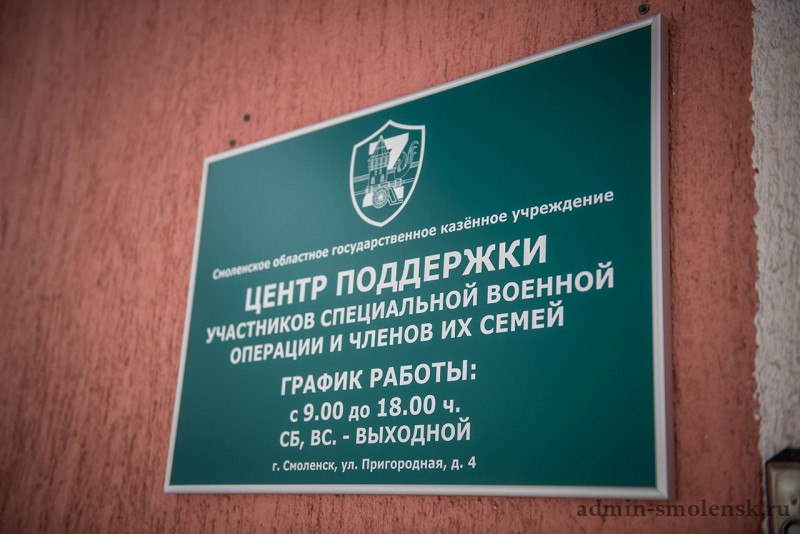 Смоленское областное государственное казённое учреждение
ЦЕНТР ПОДДЕРЖКИ
УЧАСТНИКОВ СПЕЦИАЛЬНОЙ ВОЕННОЙ
ОПЕРАЦИИ И ЧЛЕНОВ ИХ СЕМЕЙ
ГРАФИК РАБОТЫ:
с 9.00 до 18.00 ч.
СБ, ВС. - ВЫХОДНОЙ
г. Смоленск, ул. Пригородная, д. 4
admin-smolensk.ru